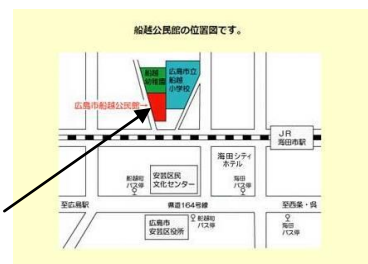 船越公民館の位置図です。
船越
幼稚園
広島市立
船越
小学校
広島市船越公民館→
JR
海田市駅
海田シティ
ホテル
船越町
バス停
安芸区民
文化センター
海田
バス停
至広島駅
県道164号線
至西条・呉
広島市
安芸区役所
船越町
バス停
海田
バス停